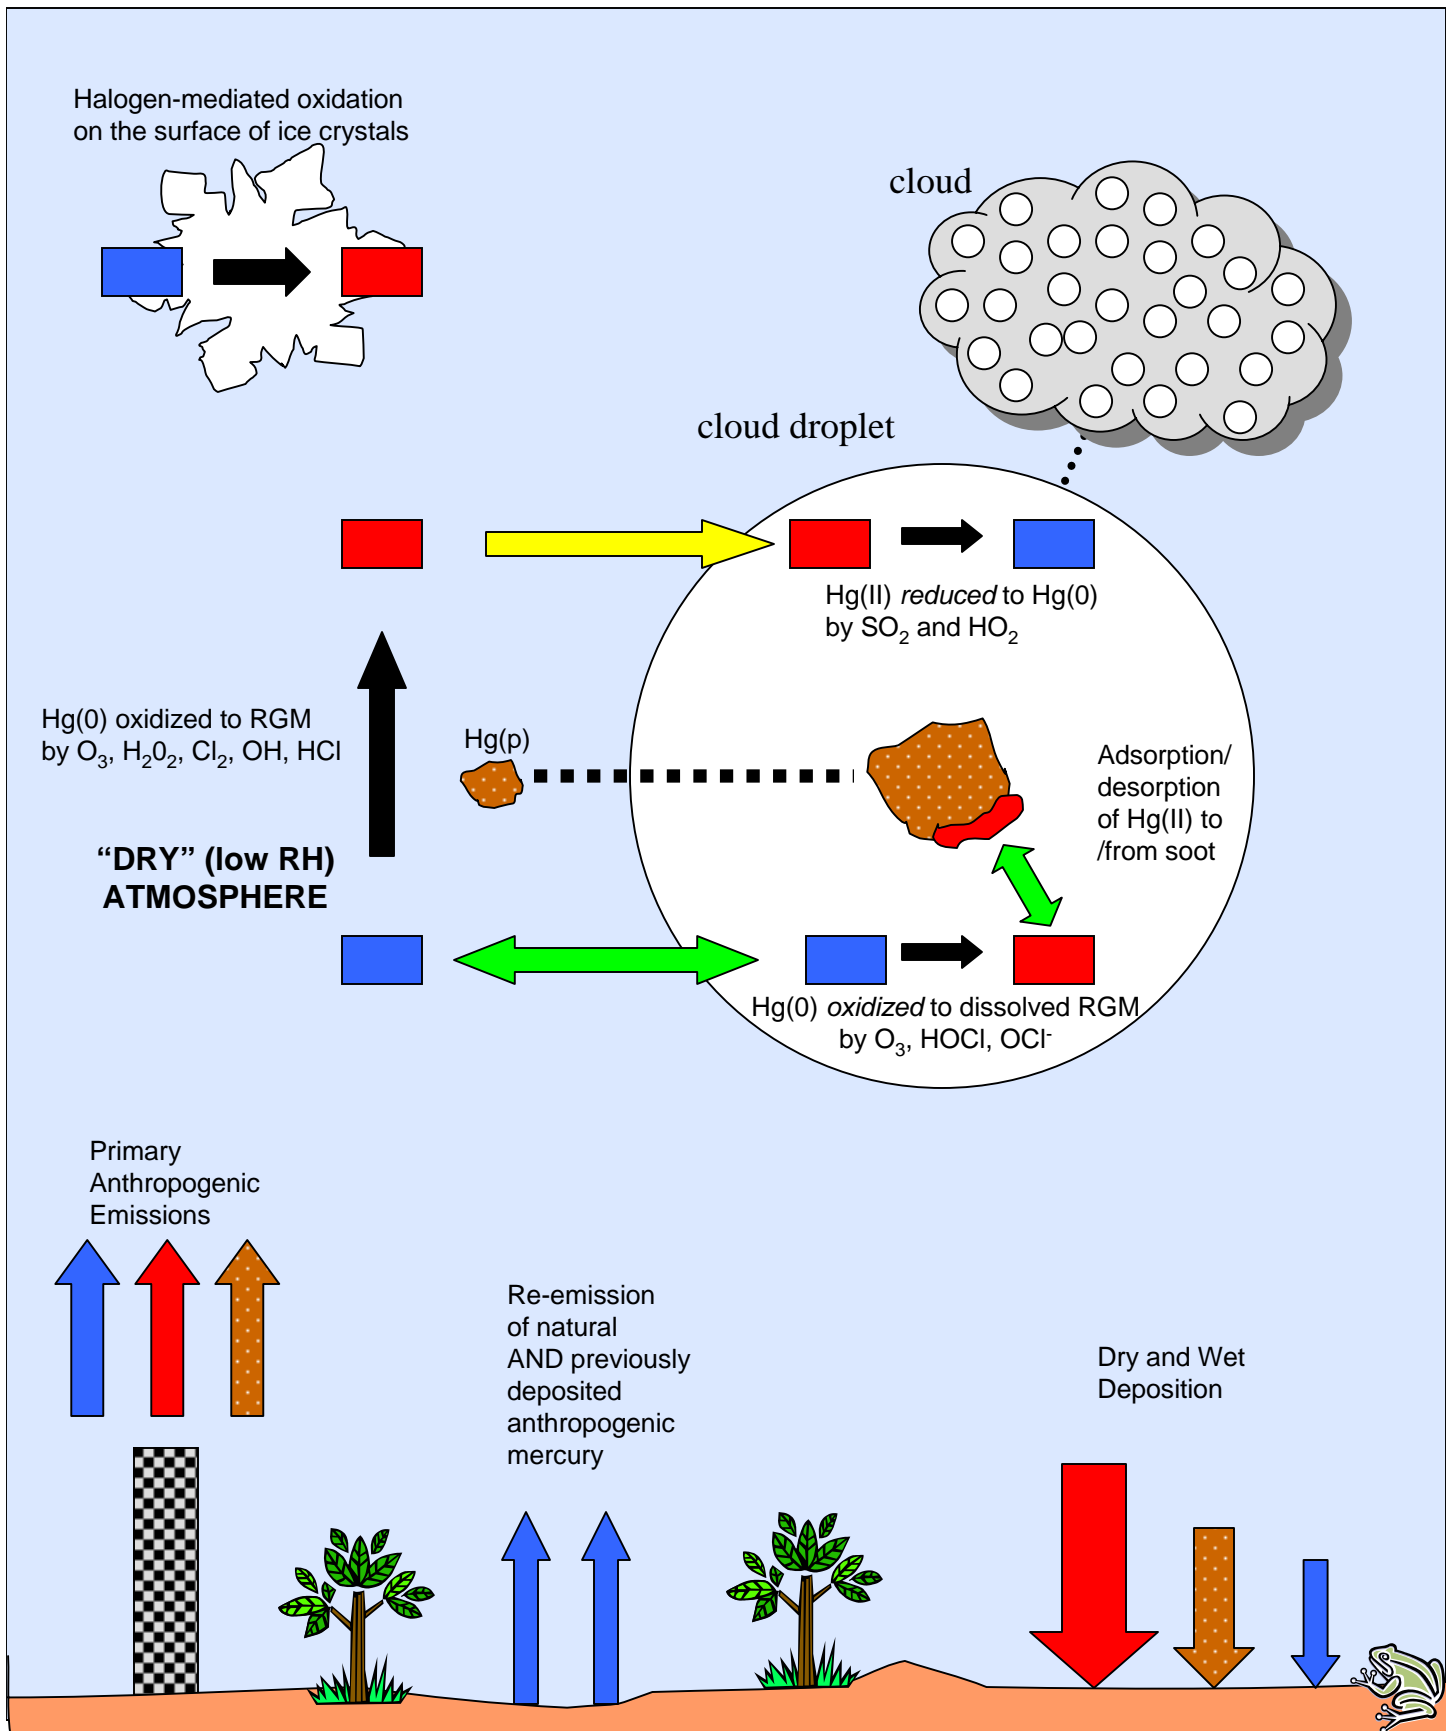 Halogen-mediated oxidation
on the surface of ice crystals
cloud
cloud droplet
Hg(II) reduced to Hg(0)
by SO₂ and HO₂
Hg(0) oxidized to RGM
by O₃, H₂0₂, Cl₂, OH, HCl
Hg(p)
Adsorption/
desorption
of Hg(II) to
/from soot
“DRY” (low RH)
ATMOSPHERE
Hg(0) oxidized to dissolved RGM
by O₃, HOCl, OCl⁻
Primary
Anthropogenic
Emissions
Re-emission
of natural
AND previously
deposited
anthropogenic
mercury
Dry and Wet
Deposition